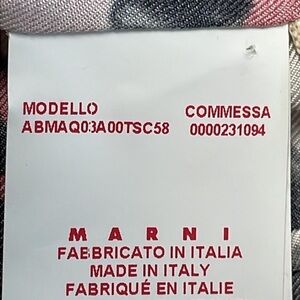 MODELLO COMMESSA
ABMAQ03A00TSC58 0000231094
MARNI
FABBRICATO IN ITALIA
MADE IN ITALY
FABRIQUÉ EN ITALIE